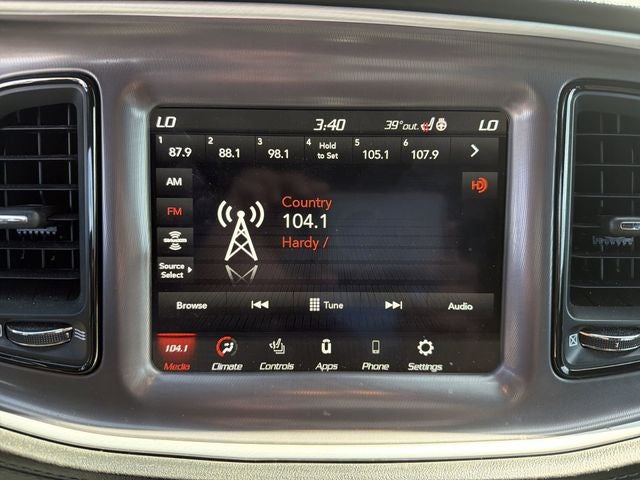 LO 3:40 39°out. LO
1 87.9 2 88.1 3 98.1 4 Hold to Set 5 105.1 6 107.9
AM
HD
FM
Country
104.1
Hardy /
SiriusXM
Source
Select
Browse Tune Audio
104.1
Media Climate Controls Apps Phone Settings